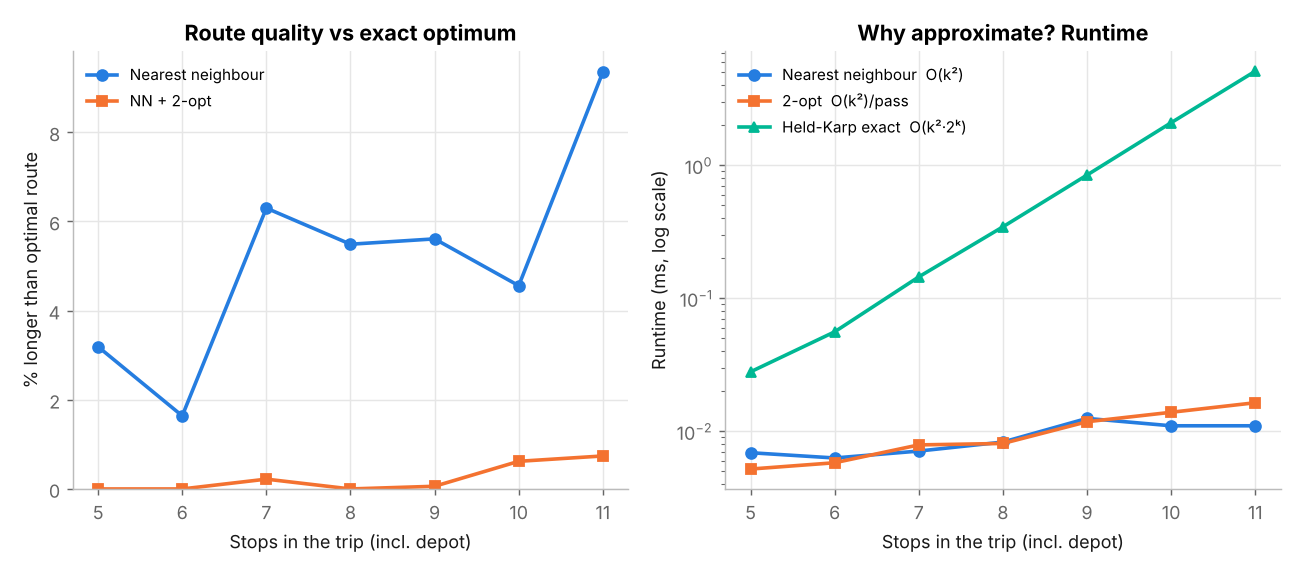 Route quality vs exact optimum
Nearest neighbour
NN + 2-opt
% longer than optimal route
8
6
4
2
0
5 6 7 8 9 10 11
Stops in the trip (incl. depot)
Why approximate? Runtime
Nearest neighbour O(k²)
2-opt O(k²)/pass
Held-Karp exact O(k²·2ᵏ)
Runtime (ms, log scale)
10⁰
10⁻¹
10⁻²
5 6 7 8 9 10 11
Stops in the trip (incl. depot)